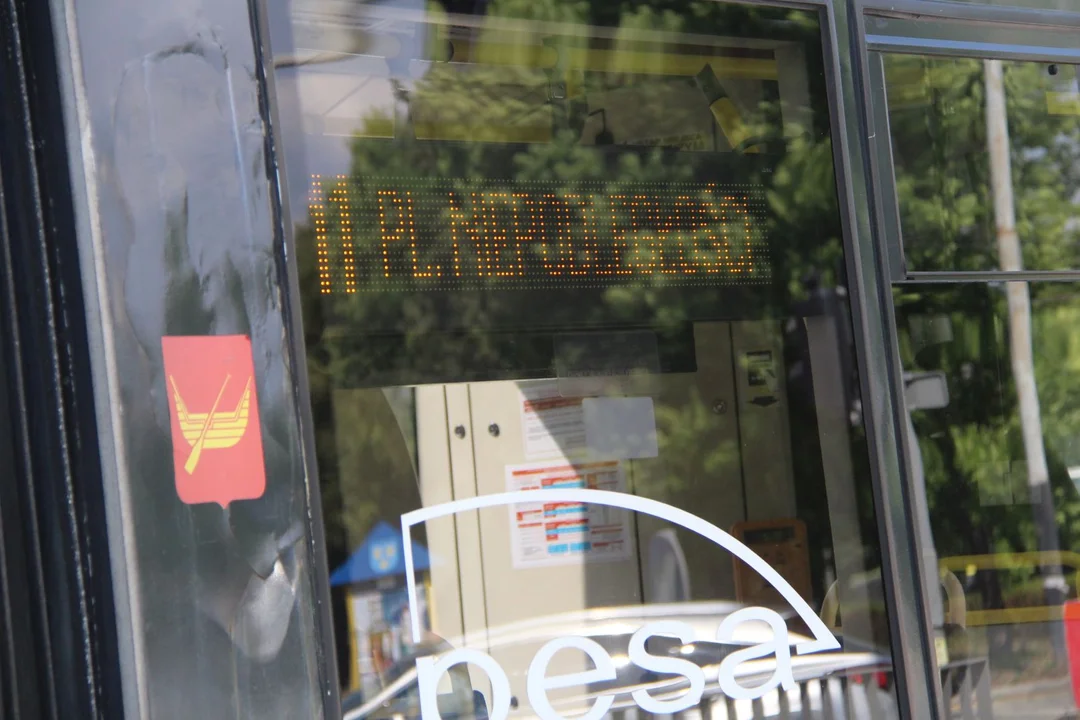 11 PL. NIEPODLEGŁOŚCI
pesa